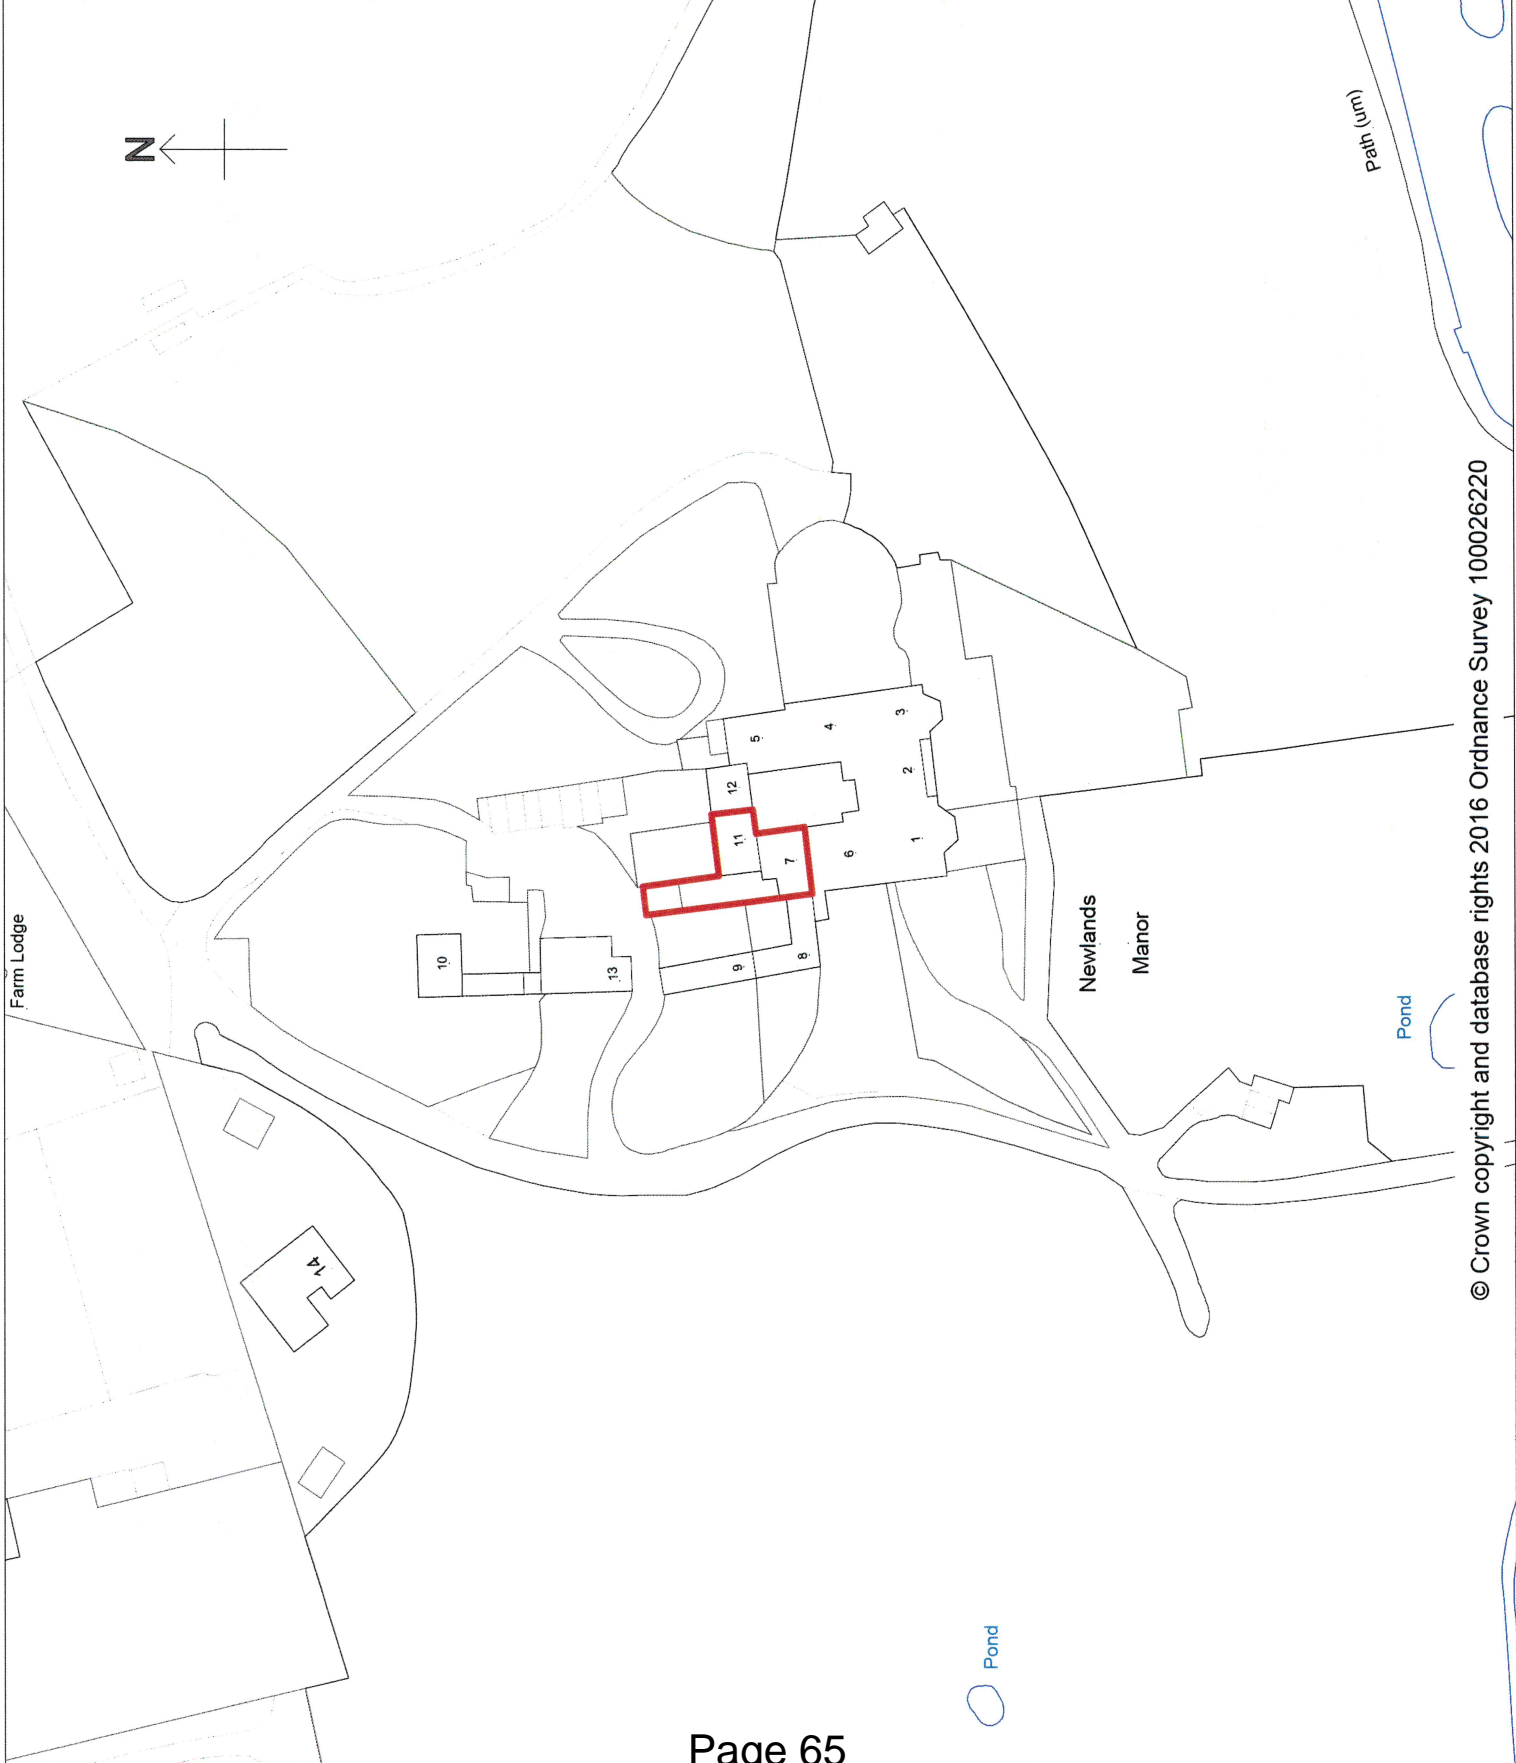 N
Farm Lodge
Path (um)
10
13
14
12
11
5
4
3
2
7
6
1
9
8
Newlands
Manor
Pond
Pond
© Crown copyright and database rights 2016 Ordnance Survey 100026220
Page 65